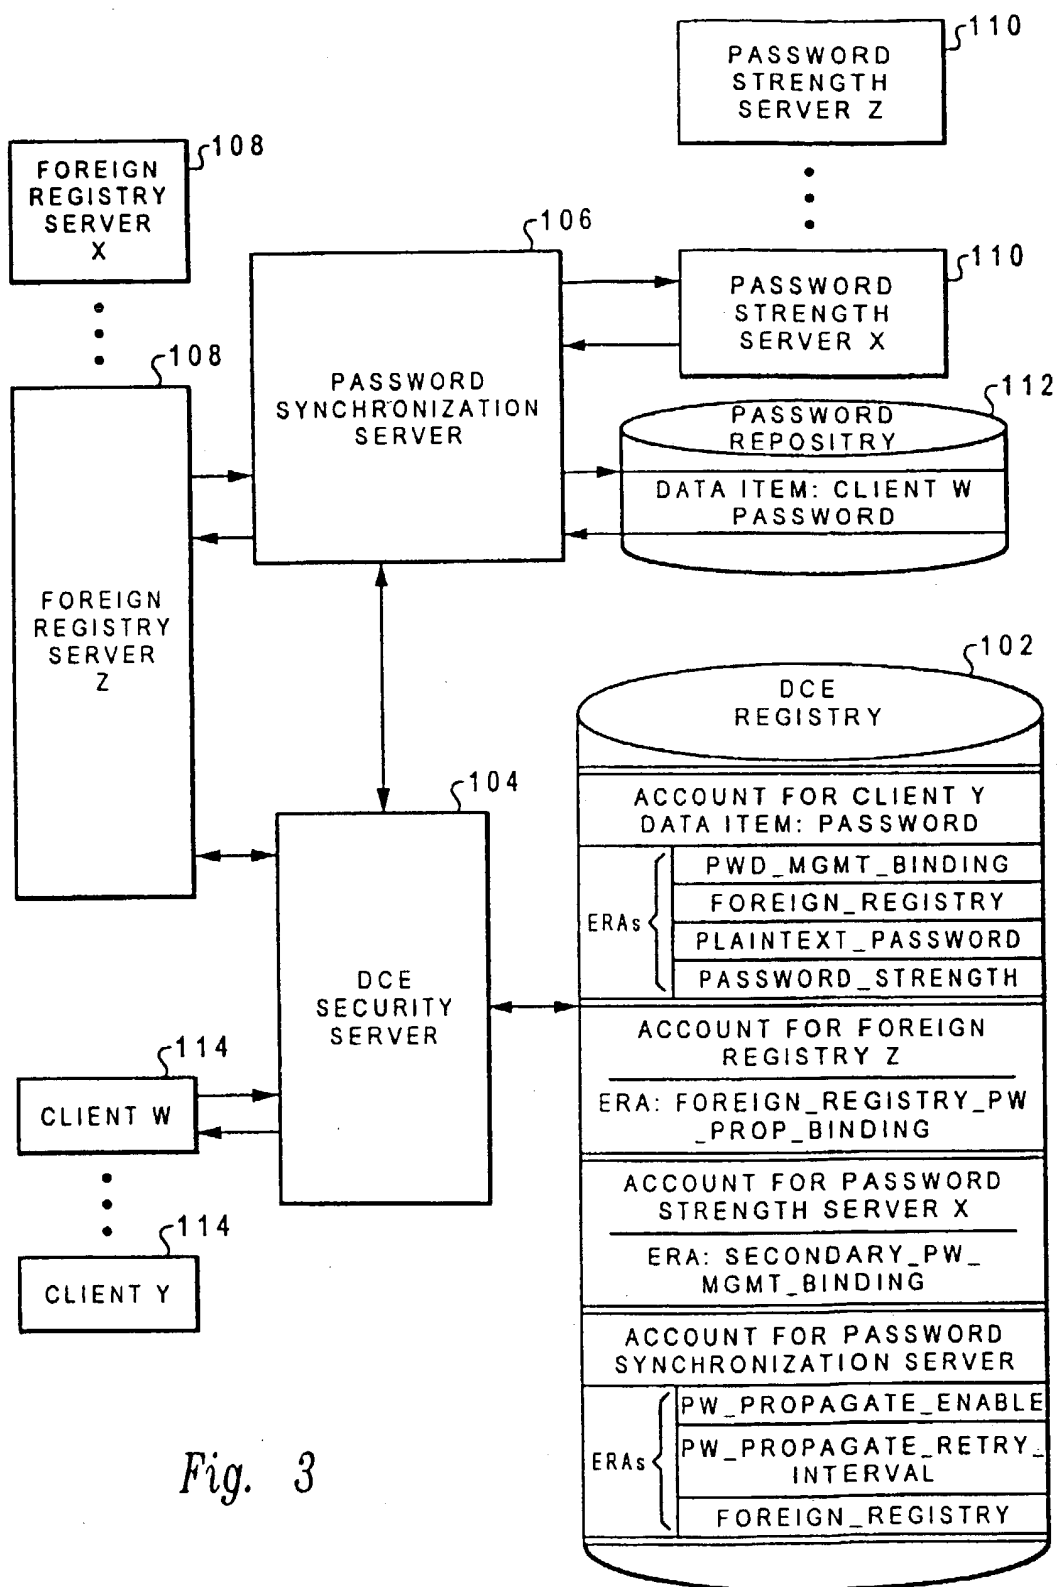 110
PASSWORD
STRENGTH
SERVER Z
108
FOREIGN
REGISTRY
SERVER
X
106
110
PASSWORD
STRENGTH
SERVER X
108
PASSWORD
SYNCHRONIZATION
SERVER
112
PASSWORD
REPOSITRY
DATA ITEM: CLIENT W
PASSWORD
FOREIGN
REGISTRY
SERVER
Z
102
DCE
REGISTRY
104
ACCOUNT FOR CLIENT Y
DATA ITEM: PASSWORD
ERAs
PWD_MGMT_BINDING
FOREIGN_REGISTRY
PLAINTEXT_PASSWORD
PASSWORD_STRENGTH
DCE
SECURITY
SERVER
ACCOUNT FOR FOREIGN
REGISTRY Z
ERA: FOREIGN_REGISTRY_PW
_PROP_BINDING
114
CLIENT W
ACCOUNT FOR PASSWORD
STRENGTH SERVER X
ERA: SECONDARY_PW_
MGMT_BINDING
114
CLIENT Y
ACCOUNT FOR PASSWORD
SYNCHRONIZATION SERVER
ERAs
PW_PROPAGATE_ENABLE
PW_PROPAGATE_RETRY_
INTERVAL
FOREIGN_REGISTRY
Fig. 3